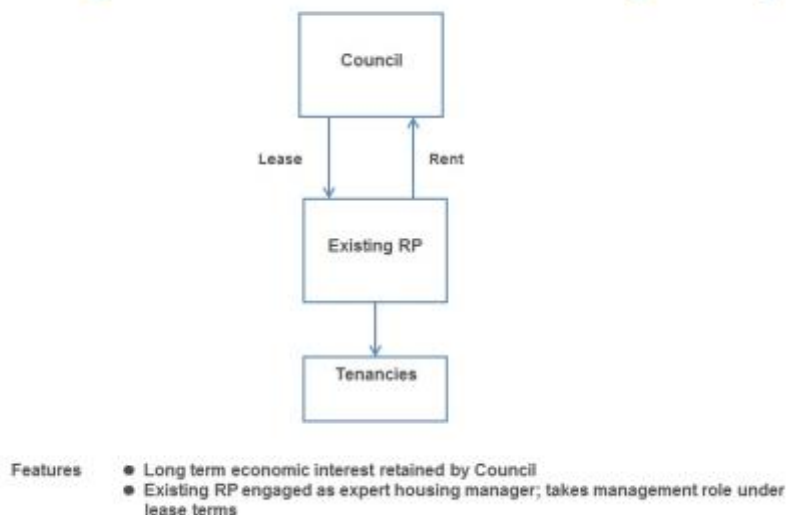 Council
Lease
Rent
Existing RP
Tenancies
Features
● Long term economic interest retained by Council
● Existing RP engaged as expert housing manager; takes management role under
lease terms